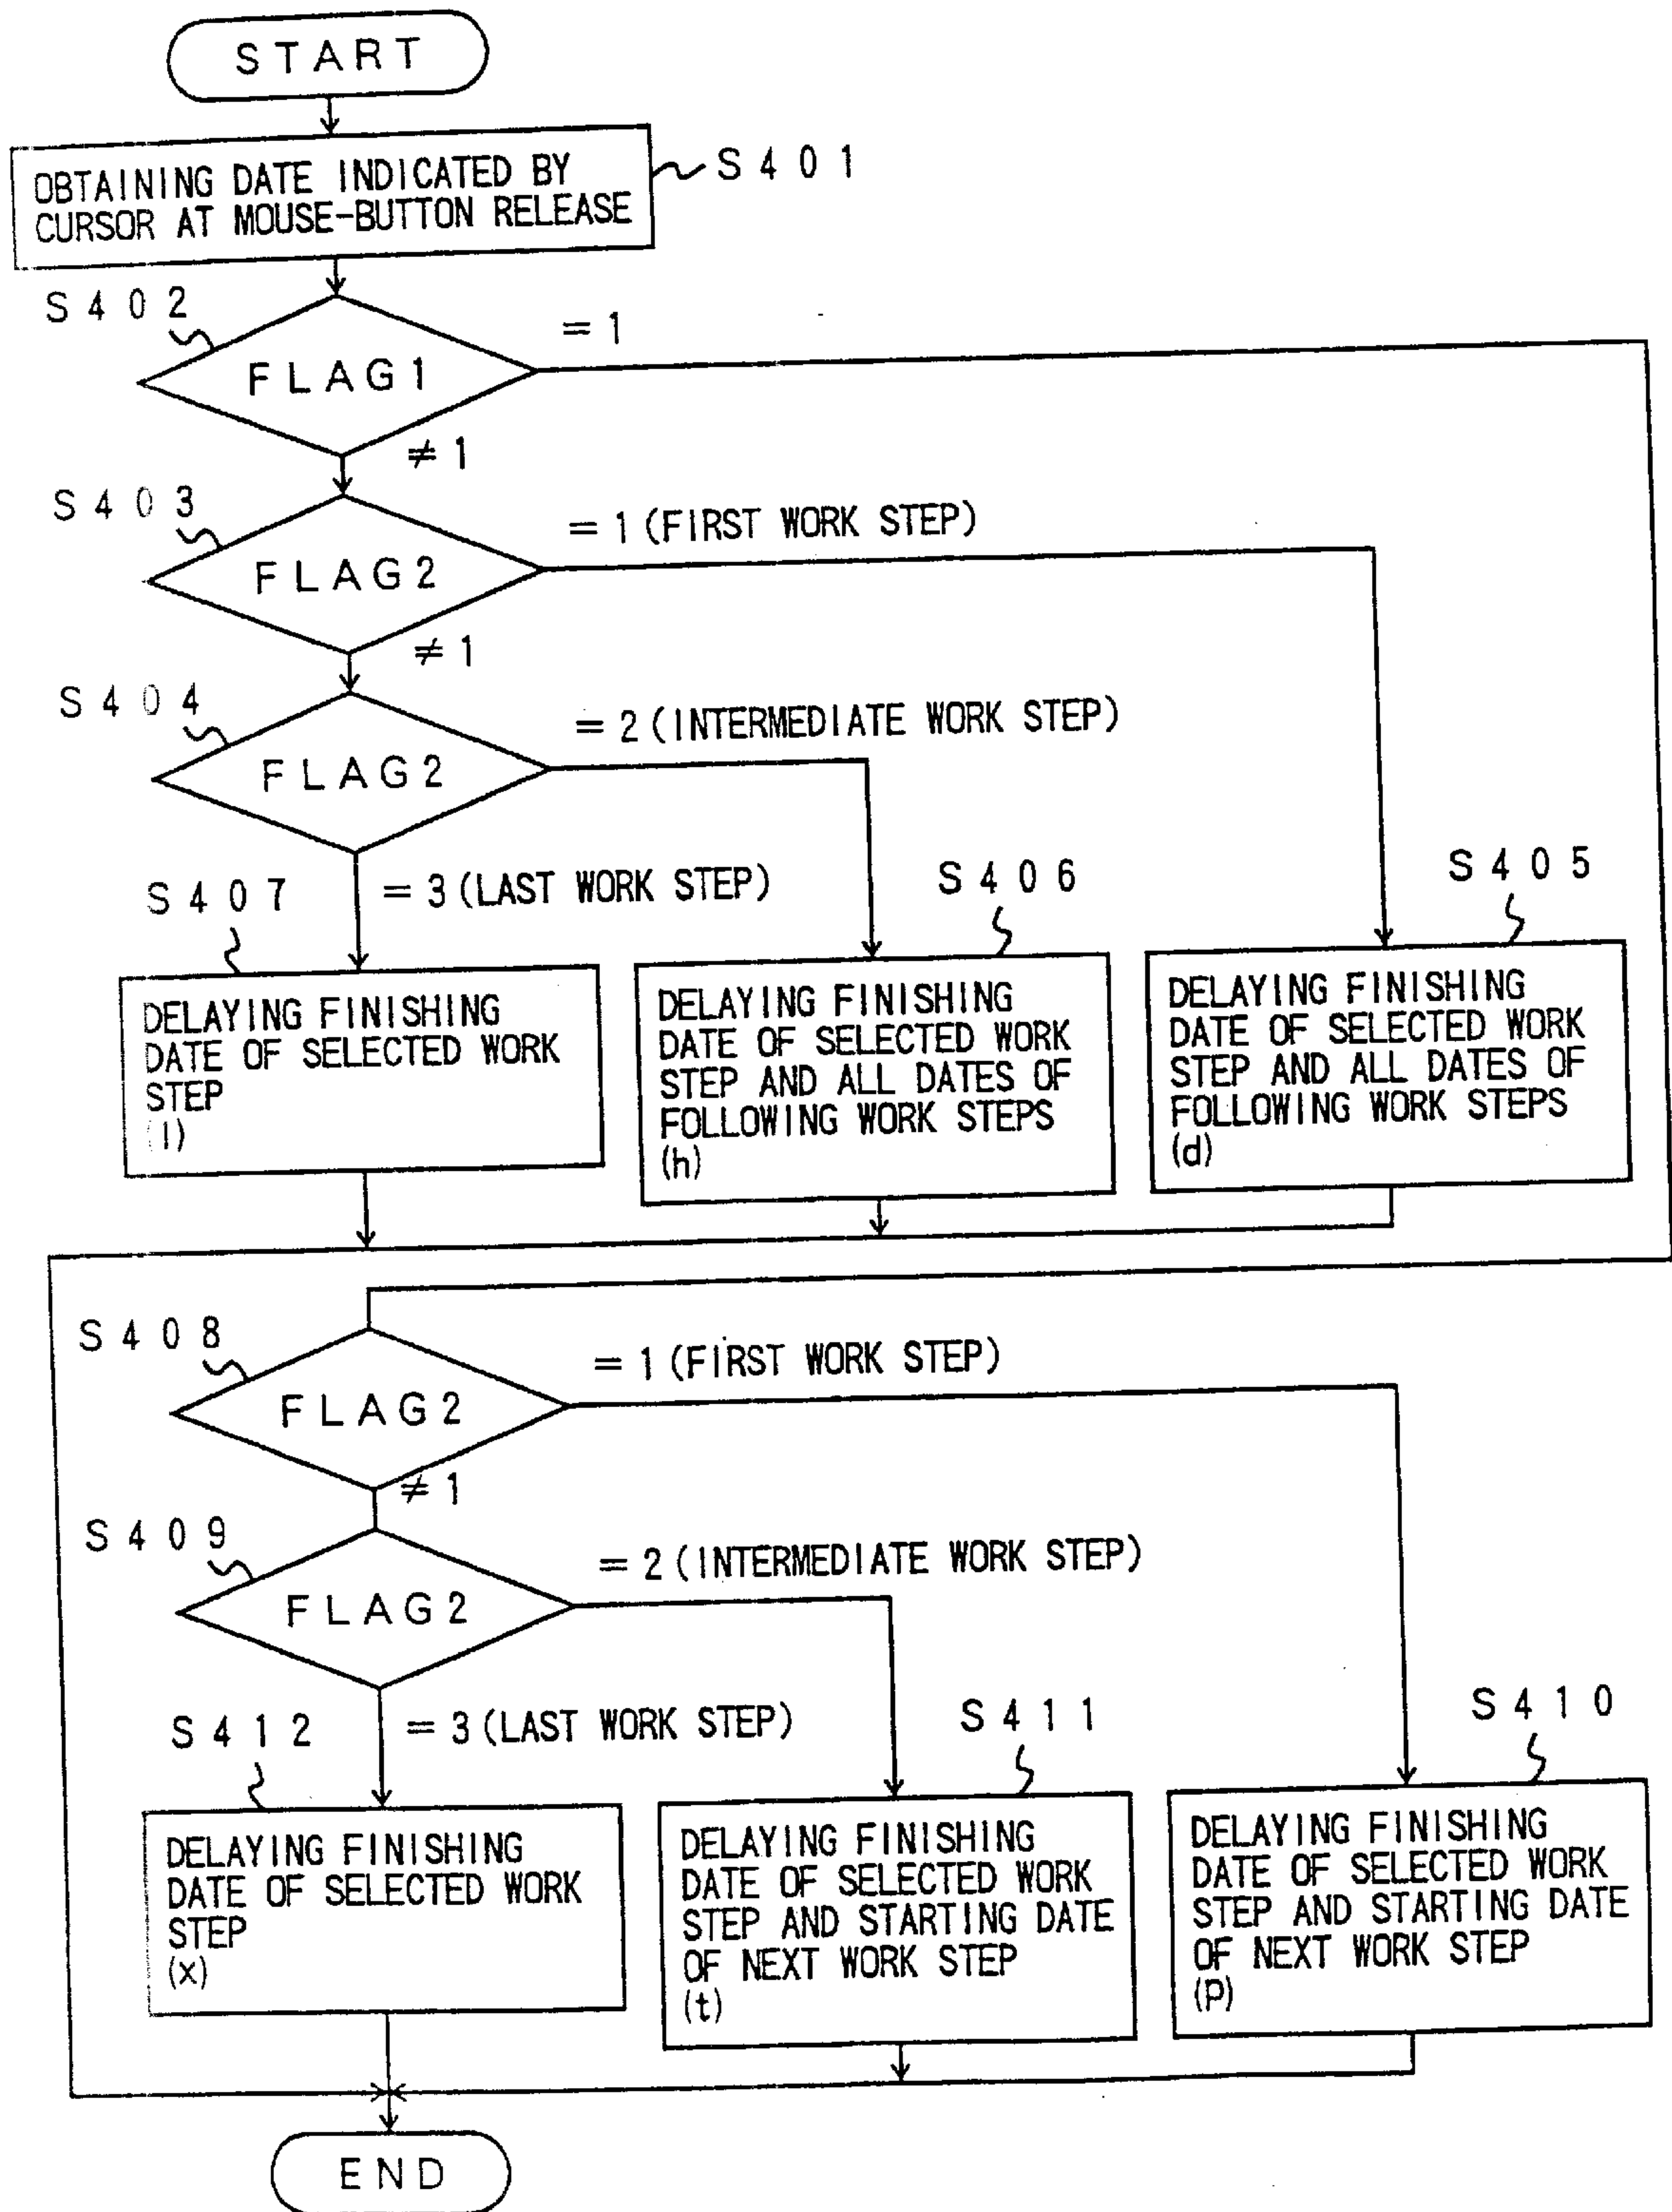 START
OBTAINING DATE INDICATED BY
CURSOR AT MOUSE-BUTTON RELEASE
S401
S402
FLAG1
=1
≠1
S403
FLAG2
=1(FIRST WORK STEP)
≠1
S404
FLAG2
=2(INTERMEDIATE WORK STEP)
=3(LAST WORK STEP)
S407
DELAYING FINISHING
DATE OF SELECTED WORK
STEP
(l)
S406
DELAYING FINISHING
DATE OF SELECTED WORK
STEP AND ALL DATES OF
FOLLOWING WORK STEPS
(h)
S405
DELAYING FINISHING
DATE OF SELECTED WORK
STEP AND ALL DATES OF
FOLLOWING WORK STEPS
(d)
S408
FLAG2
=1(FIRST WORK STEP)
≠1
S409
FLAG2
=2(INTERMEDIATE WORK STEP)
=3(LAST WORK STEP)
S412
DELAYING FINISHING
DATE OF SELECTED WORK
STEP
(x)
S411
DELAYING FINISHING
DATE OF SELECTED WORK
STEP AND STARTING DATE
OF NEXT WORK STEP
(t)
S410
DELAYING FINISHING
DATE OF SELECTED WORK
STEP AND STARTING DATE
OF NEXT WORK STEP
(P)
END